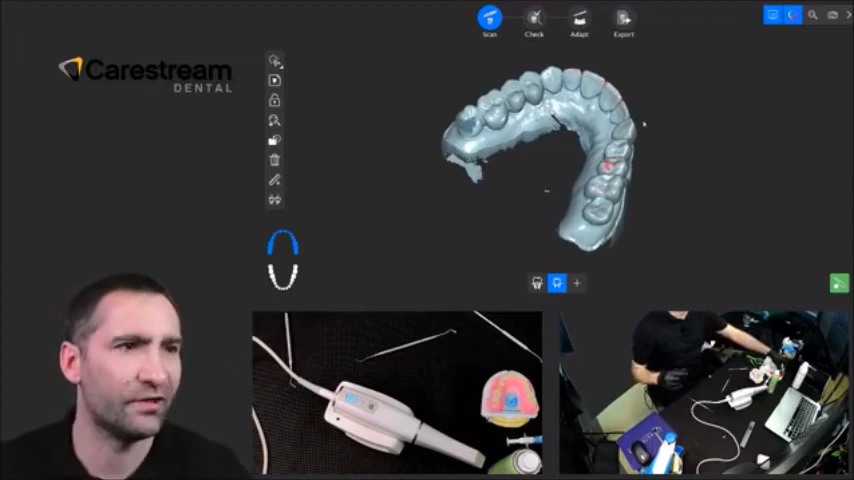 Scan
Check
Adapt
Export
Carestream
DENTAL